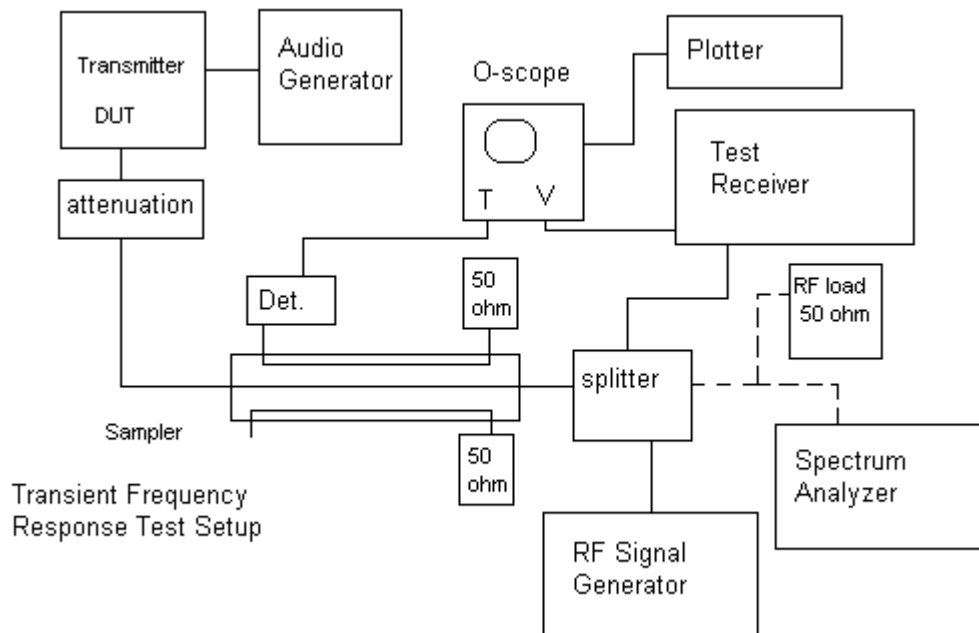 Transmitter
DUT
Audio
Generator
O-scope
T V
Plotter
Test
Receiver
attenuation
Det.
50
ohm
RF load
50 ohm
splitter
Sampler
50
ohm
Spectrum
Analyzer
Transient Frequency
Response Test Setup
RF Signal
Generator